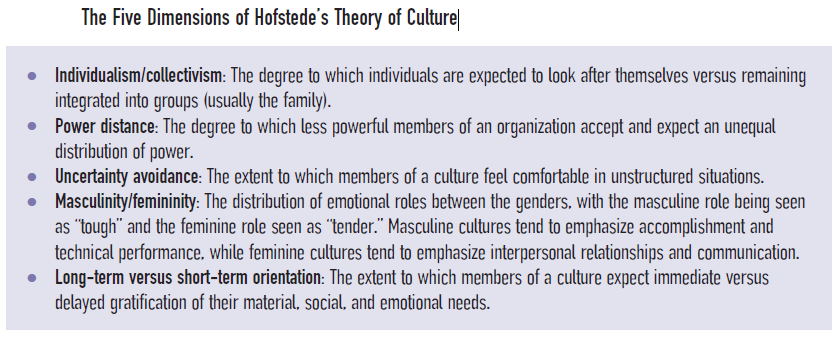 The Five Dimensions of Hofstede's Theory of Culture
• Individualism/collectivism: The degree to which individuals are expected to look after themselves versus remaining
integrated into groups (usually the family).
• Power distance: The degree to which less powerful members of an organization accept and expect an unequal
distribution of power.
• Uncertainty avoidance: The extent to which members of a culture feel comfortable in unstructured situations.
• Masculinity/femininity: The distribution of emotional roles between the genders, with the masculine role being seen
as “tough” and the feminine role seen as “tender.” Masculine cultures tend to emphasize accomplishment and
technical performance, while feminine cultures tend to emphasize interpersonal relationships and communication.
• Long-term versus short-term orientation: The extent to which members of a culture expect immediate versus
delayed gratification of their material, social, and emotional needs.